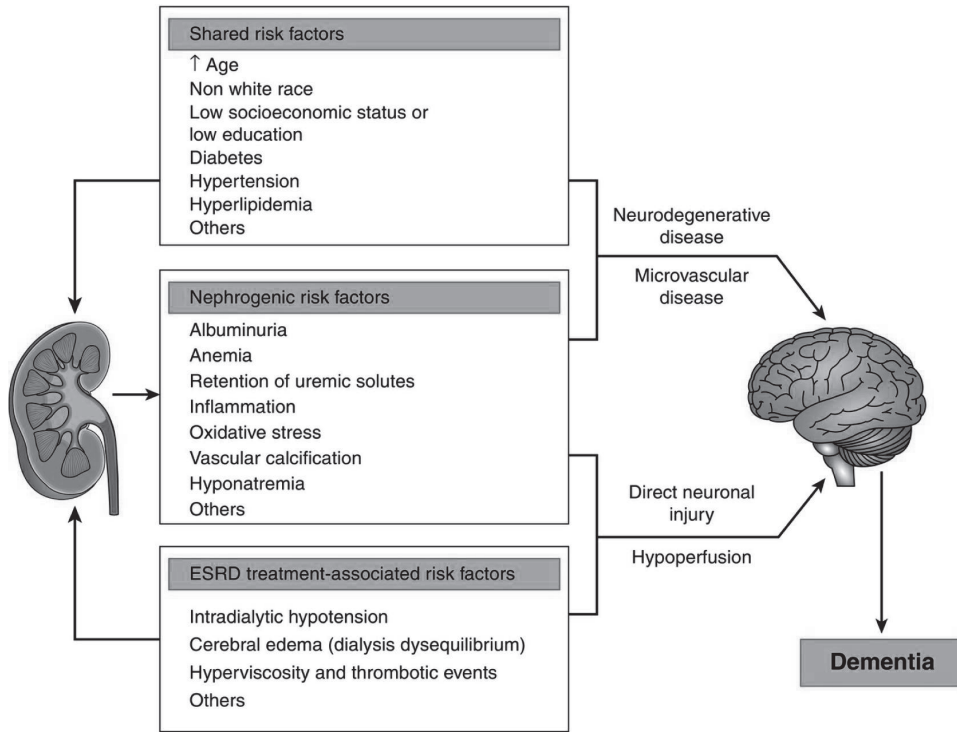 Shared risk factors
↑ Age
Non white race
Low socioeconomic status or
low education
Diabetes
Hypertension
Hyperlipidemia
Others
Neurodegenerative
disease
Microvascular
disease
Nephrogenic risk factors
Albuminuria
Anemia
Retention of uremic solutes
Inflammation
Oxidative stress
Vascular calcification
Hyponatremia
Others
Direct neuronal
injury
Hypoperfusion
ESRD treatment-associated risk factors
Intradialytic hypotension
Cerebral edema (dialysis dysequilibrium)
Hyperviscosity and thrombotic events
Others
Dementia